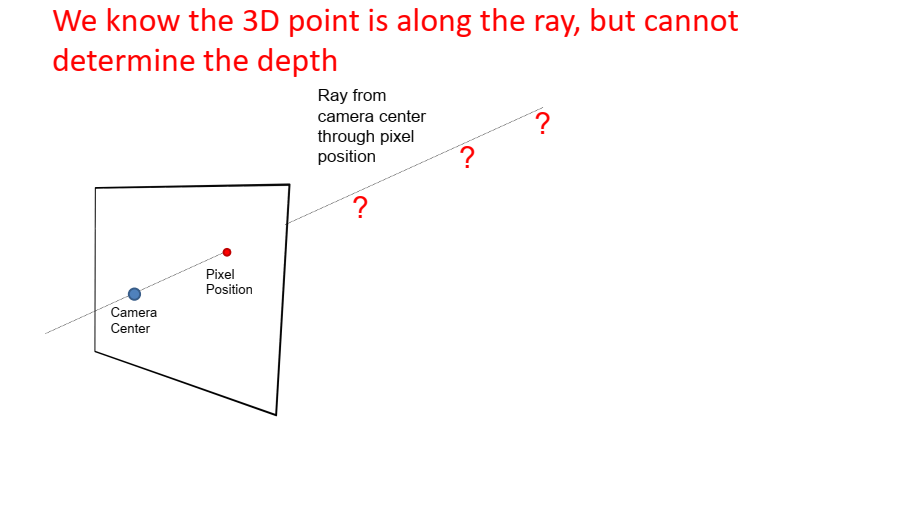 We know the 3D point is along the ray, but cannot
determine the depth
Ray from
camera center
through pixel
position
?
?
?
Pixel
Position
Camera
Center